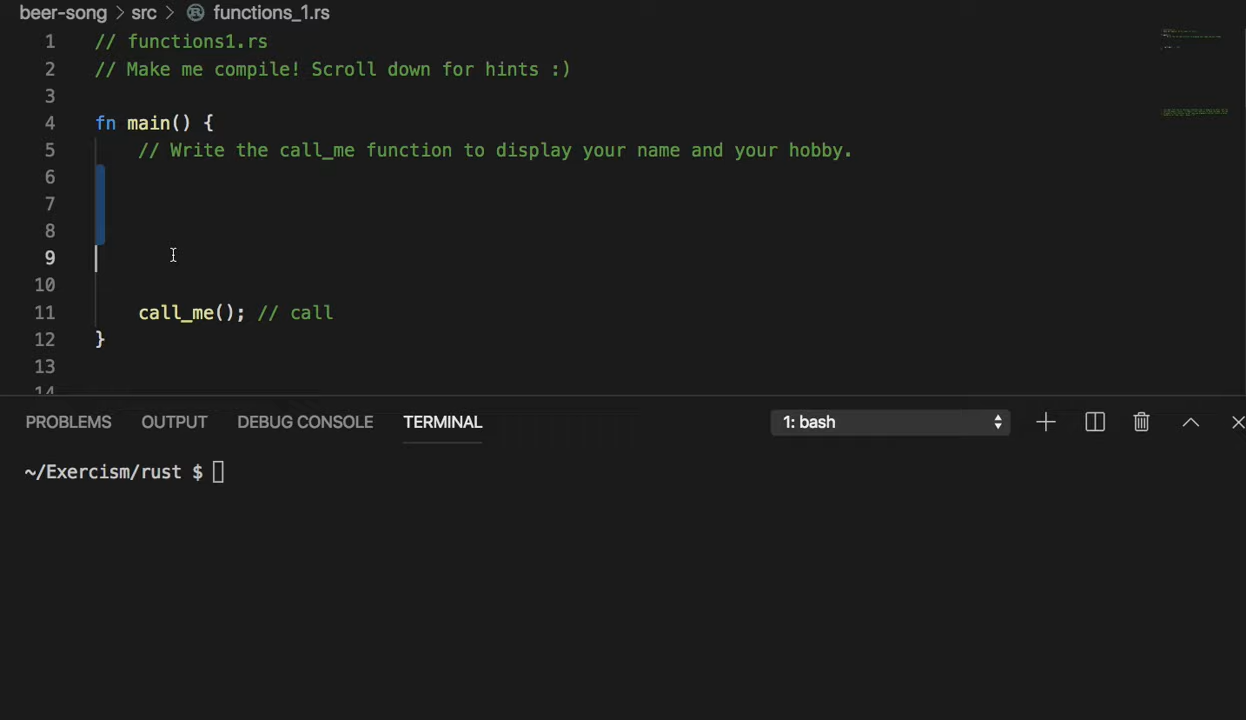 beer-song > src > functions_1.rs
1 // functions1.rs
2 // Make me compile! Scroll down for hints :)
3
4 fn main() {
5 // Write the call_me function to display your name and your hobby.
6
7
8
9
10
11 call_me(); // call
12 }
13
14
PROBLEMS OUTPUT DEBUG CONSOLE TERMINAL 1: bash
~/Exercism/rust $